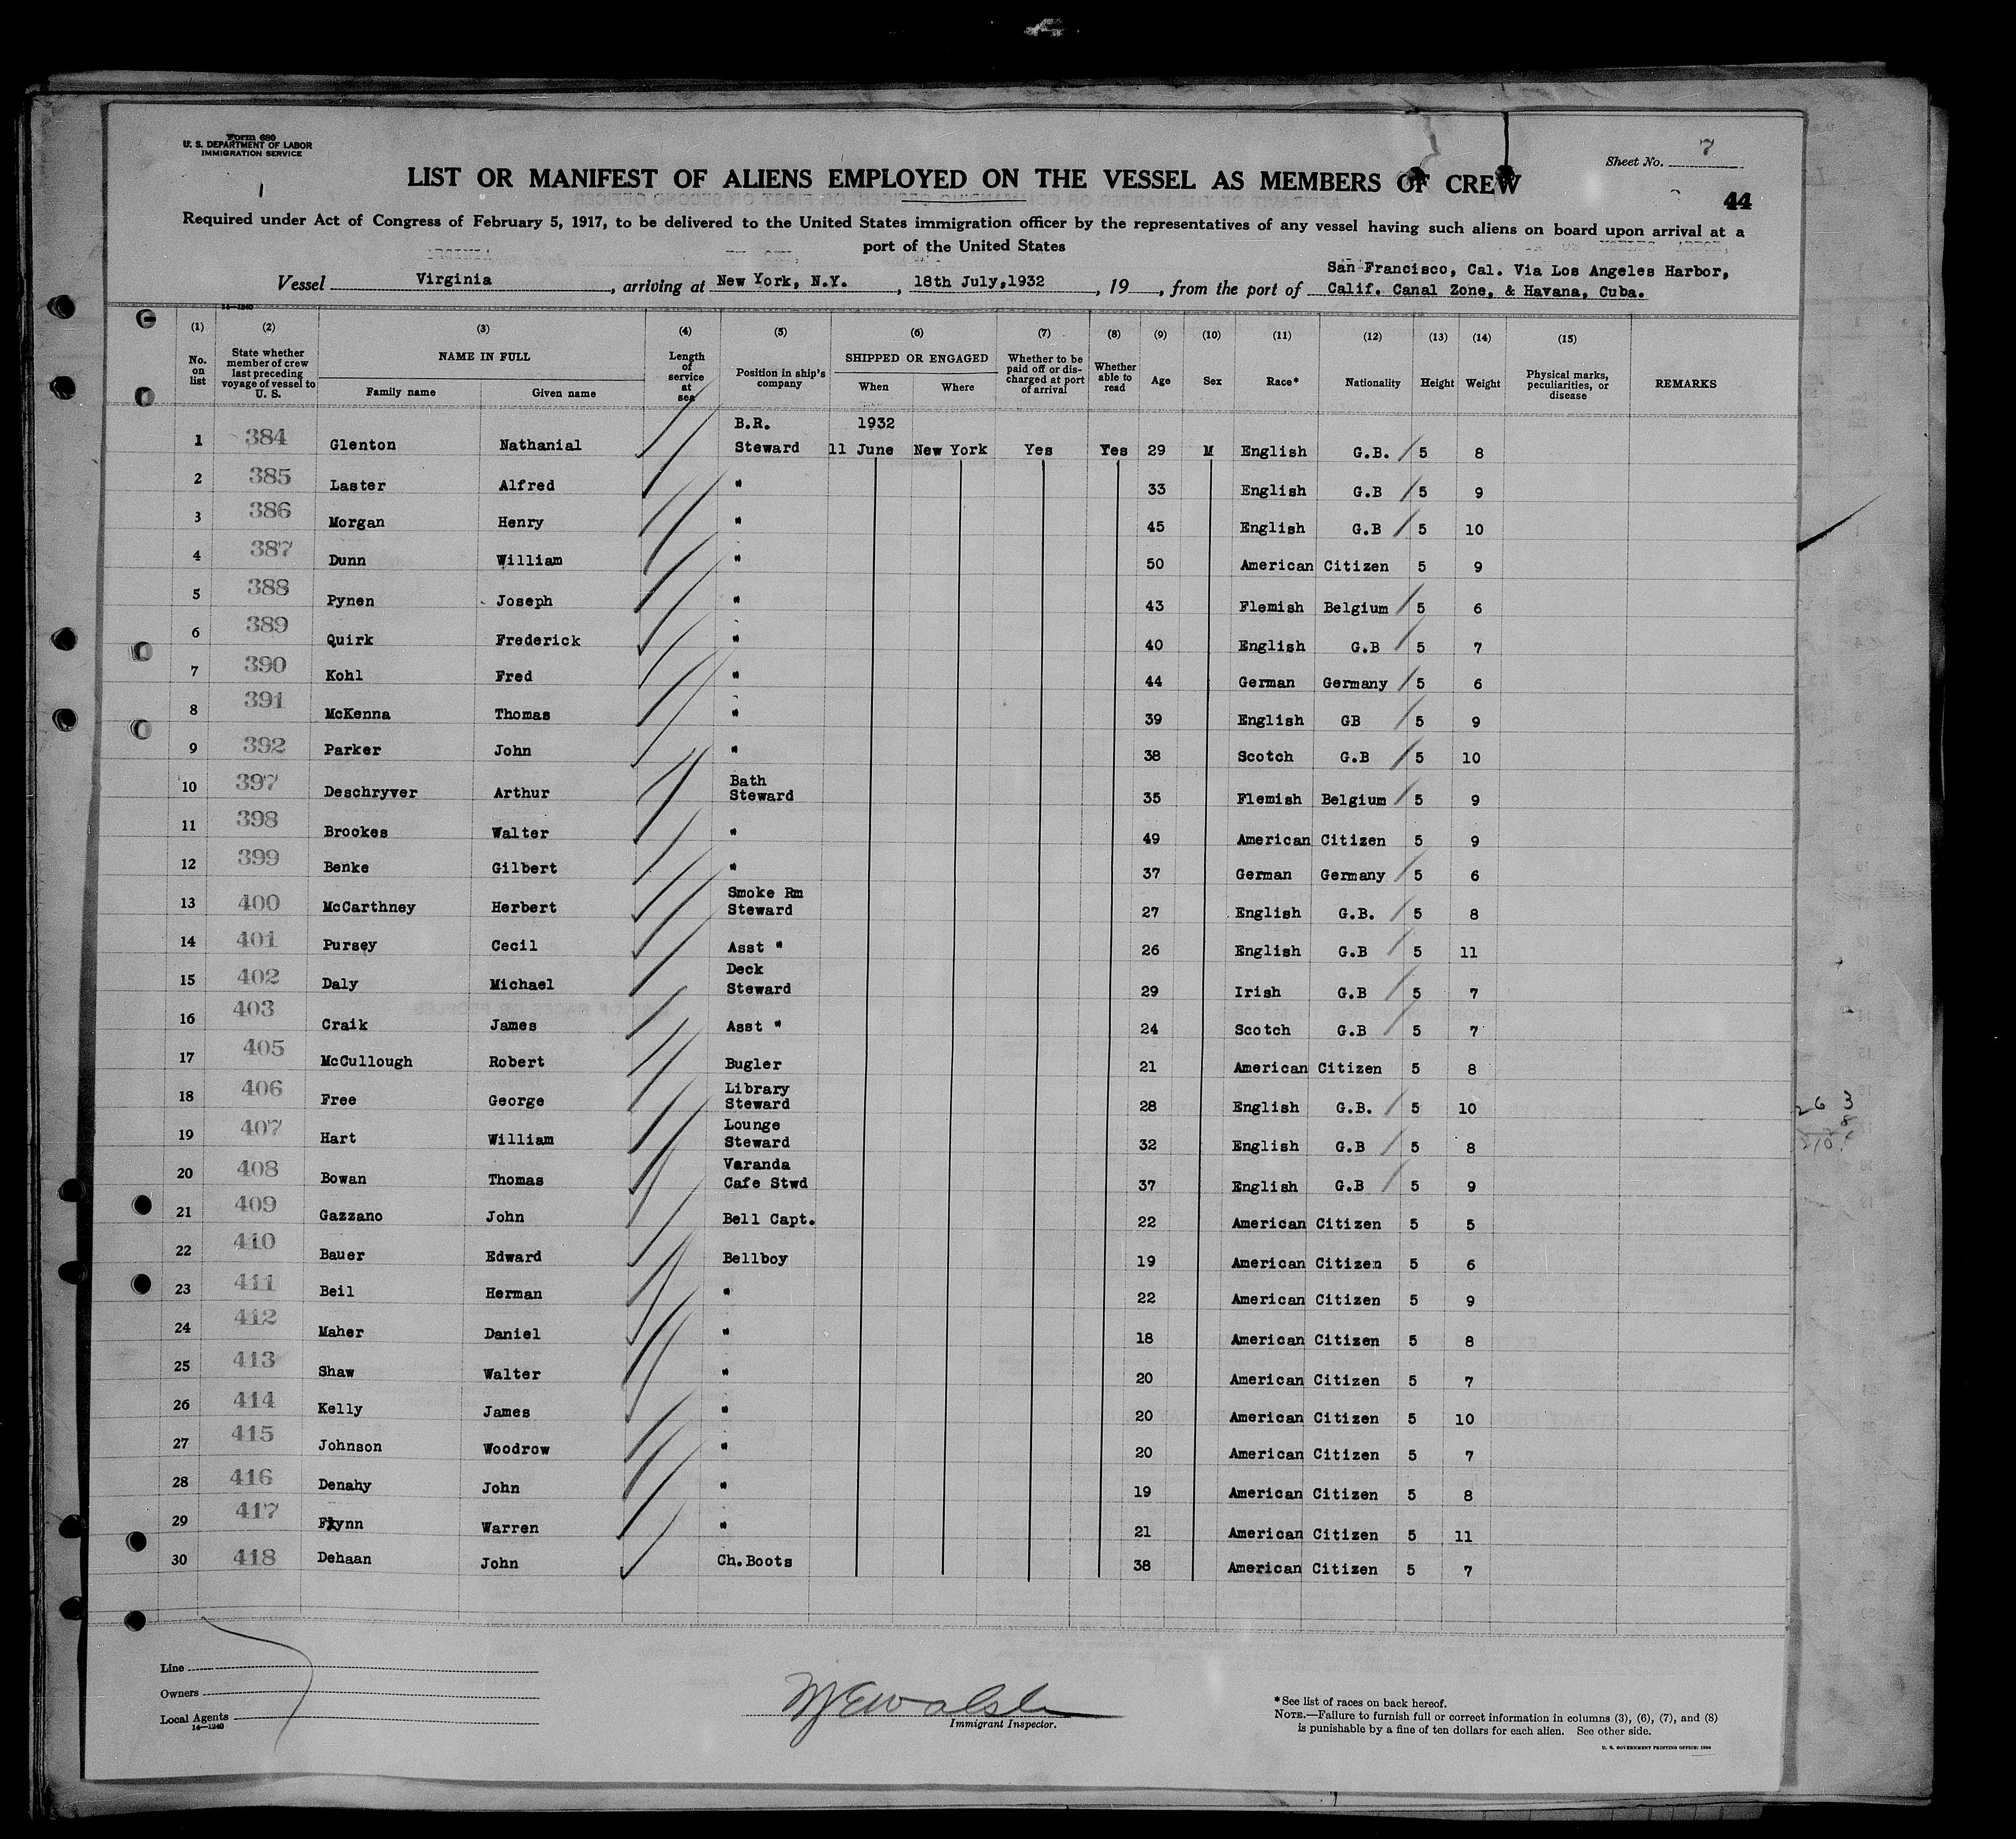 Form 680
U. S. DEPARTMENT OF LABOR
IMMIGRATION SERVICE
Sheet No. 7
LIST OR MANIFEST OF ALIENS EMPLOYED ON THE VESSEL AS MEMBERS OF CREW
44
Required under Act of Congress of February 5, 1917, to be delivered to the United States immigration officer by the representatives of any vessel having such aliens on board upon arrival at a
port of the United States
San Francisco, Cal. Via Los Angeles Harbor,
Vessel Virginia, arriving at New York, N.Y., 18th July,1932, 19, from the port of Calif. Canal Zone, & Havana, Cuba.
14—1240
(1) (2) (3) (4) (5) (6) (7) (8) (9) (10) (11) (12) (13) (14) (15)
No. on list
State whether member of crew last preceding voyage of vessel to U. S.
NAME IN FULL
Family name Given name
Length of service at sea
Position in ship's company
SHIPPED OR ENGAGED
When Where
Whether to be paid off or discharged at port of arrival
Whether able to read
Age Sex Race* Nationality Height Weight
Physical marks, peculiarities, or disease
REMARKS
B.R. 1932
1 384 Glenton Nathanial Steward 11 June New York Yes Yes 29 M English G.B. 5 8
2 385 Laster Alfred " 33 English G.B 5 9
3 386 Morgan Henry " 45 English G.B 5 10
4 387 Dunn William " 50 American Citizen 5 9
5 388 Pynen Joseph " 43 Flemish Belgium 5 6
6 389 Quirk Frederick " 40 English G.B 5 7
7 390 Kohl Fred " 44 German Germany 5 6
8 391 McKenna Thomas " 39 English GB 5 9
9 392 Parker John " 38 Scotch G.B 5 10
10 397 Deschryver Arthur Bath Steward 35 Flemish Belgium 5 9
11 398 Brookes Walter " 49 American Citizen 5 9
12 399 Benke Gilbert " 37 German Germany 5 6
13 400 McCarthney Herbert Smoke Rm Steward 27 English G.B. 5 8
14 401 Pursey Cecil Asst " 26 English G.B 5 11
15 402 Daly Michael Deck Steward 29 Irish G.B 5 7
16 403 Craik James Asst " 24 Scotch G.B 5 7
17 405 McCullough Robert Bugler 21 American Citizen 5 8
18 406 Free George Library Steward 28 English G.B. 5 10
19 407 Hart William Lounge Steward 32 English G.B 5 8
20 408 Bowan Thomas Varanda Cafe Stwd 37 English G.B 5 9
21 409 Gazzano John Bell Capt. 22 American Citizen 5 5
22 410 Bauer Edward Bellboy 19 American Citizen 5 6
23 411 Beil Herman " 22 American Citizen 5 9
24 412 Maher Daniel " 18 American Citizen 5 8
25 413 Shaw Walter " 20 American Citizen 5 7
26 414 Kelly James " 20 American Citizen 5 10
27 415 Johnson Woodrow " 20 American Citizen 5 7
28 416 Denahy John " 19 American Citizen 5 8
29 417 Flynn Warren " 21 American Citizen 5 11
30 418 Dehaan John Ch.Boots 38 American Citizen 5 7
Line
Owners
Local Agents
14—1240
Immigrant Inspector.
*See list of races on back hereof.
NOTE.—Failure to furnish full or correct information in columns (3), (6), (7), and (8)
is punishable by a fine of ten dollars for each alien. See other side.